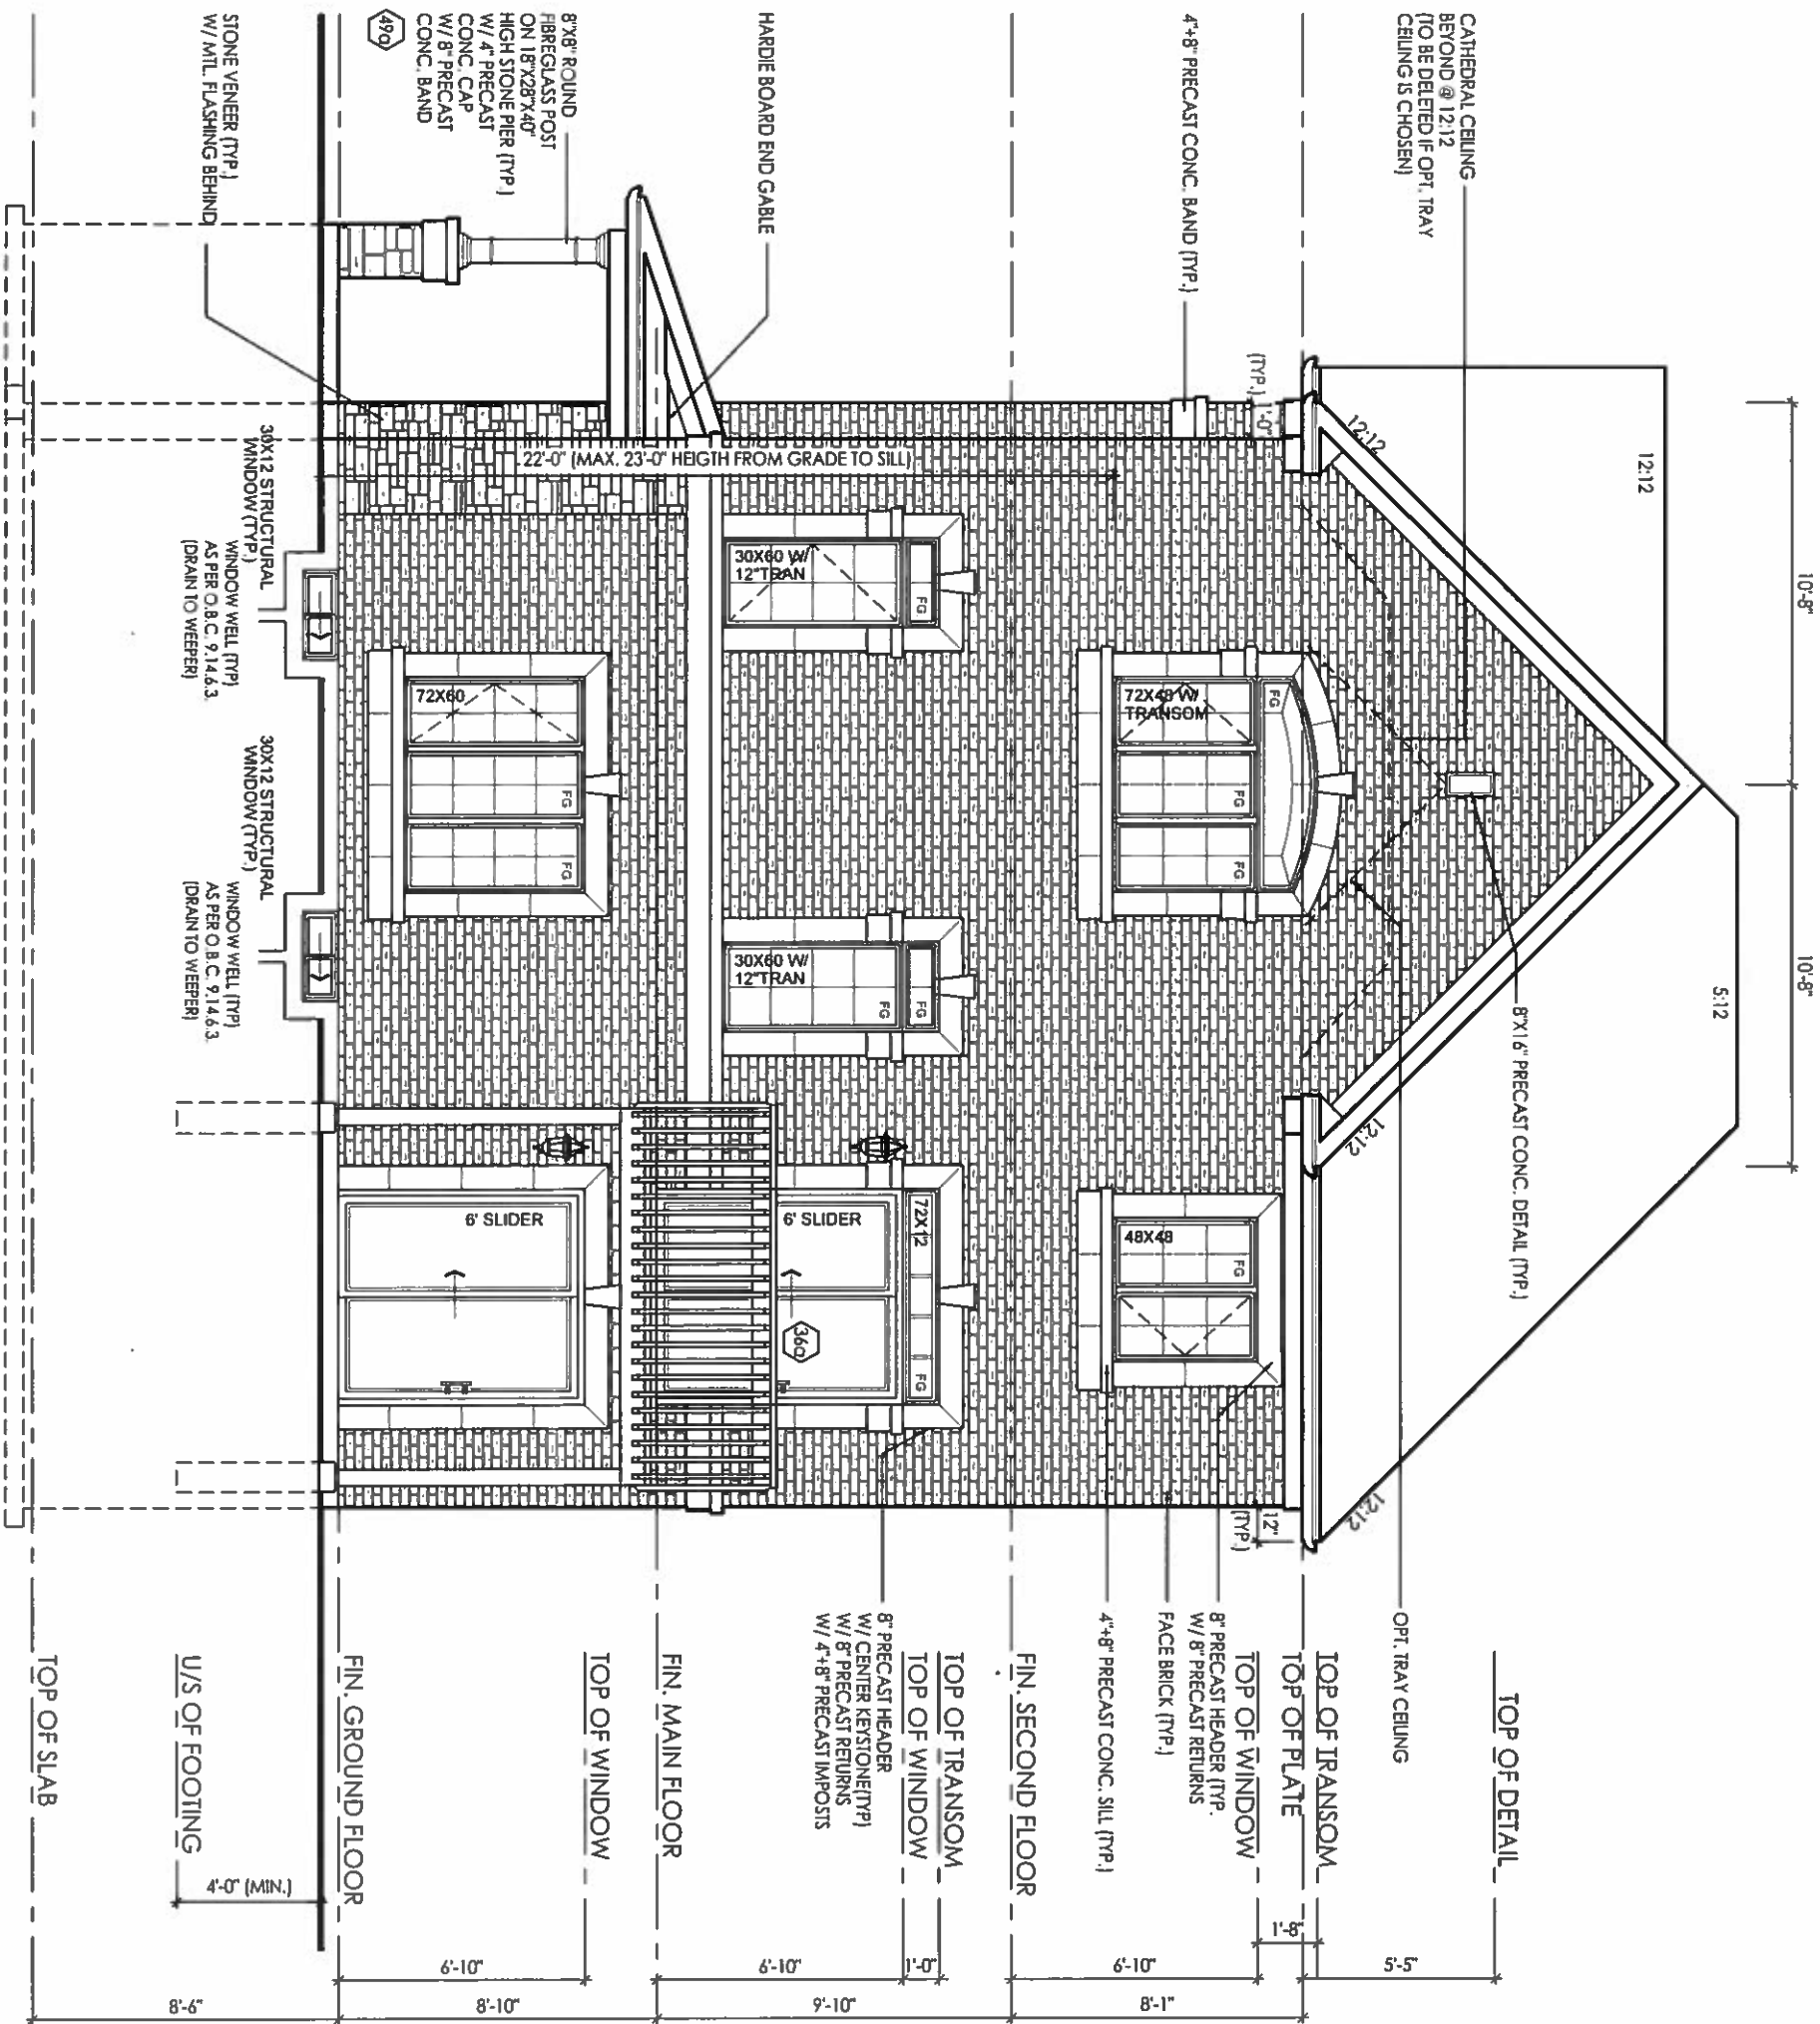 CATHEDRAL CEILING
BEYOND @ 12:12
(TO BE DELETED IF OPT. TRAY
CEILING IS CHOSEN)
4"+8" PRECAST CONC. BAND (TYP.)
HARDIE BOARD END GABLE
8"X8" ROUND
FIBREGLASS POST
ON 18"X28"X40"
HIGH STONE PIER (TYP.)
W/ 4" PRECAST
CONC. CAP
W/ 8" PRECAST
CONC. BAND
49a
STONE VENEER (TYP.)
W/ MTL. FLASHING BEHIND
10'-8"
10'-8"
12:12
5:12
12:12
12:12
12:12
(TYP.) 1'-0"
22'-0" (MAX. 23'-0" HEIGTH FROM GRADE TO SILL)
8"X16" PRECAST CONC. DETAIL (TYP.)
72X48 W/
TRANSOM
FG
FG
FG
48X48
FG
12"
(TYP.)
30X60 W/
12"TRAN
FG
30X60 W/
12"TRAN
FG
FG
72X12
FG
6' SLIDER
36a
72X60
FG
FG
6' SLIDER
30X12 STRUCTURAL
WINDOW (TYP.)
WINDOW WELL (TYP)
AS PER O.B.C. 9.14.6.3.
(DRAIN TO WEEPER)
30X12 STRUCTURAL
WINDOW (TYP.)
WINDOW WELL (TYP)
AS PER O.B.C. 9.14.6.3.
(DRAIN TO WEEPER)
TOP OF DETAIL
OPT. TRAY CEILING
TOP OF TRANSOM
TOP OF PLATE
TOP OF WINDOW
8" PRECAST HEADER (TYP.
W/ 8" PRECAST RETURNS
FACE BRICK (TYP.)
4"+8" PRECAST CONC. SILL (TYP.)
FIN. SECOND FLOOR
TOP OF TRANSOM
TOP OF WINDOW
8" PRECAST HEADER
W/ CENTER KEYSTONE(TYP)
W/ 8" PRECAST RETURNS
W/ 4"+8" PRECAST IMPOSTS
FIN. MAIN FLOOR
TOP OF WINDOW
FIN. GROUND FLOOR
U/S OF FOOTING
TOP OF SLAB
4'-0" (MIN.)
5'-5"
1'-8"
6'-10"
1'-0"
6'-10"
6'-10"
8'-1"
9'-10"
8'-10"
8'-6"